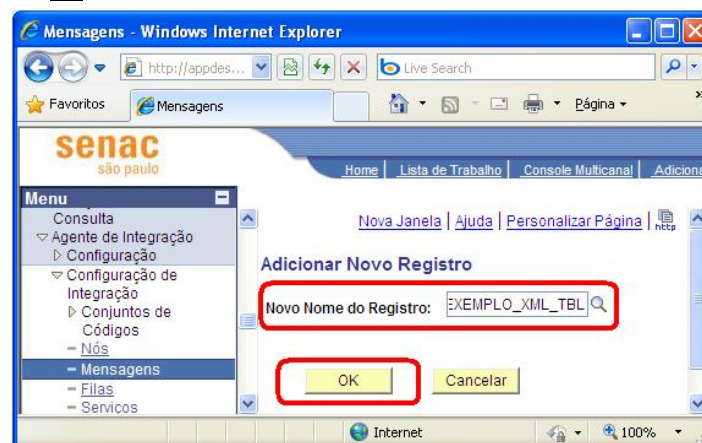 Mensagens - Windows Internet Explorer
http://appdes...
Live Search
Favoritos
Mensagens
Página
»
senac
são paulo
Home | Lista de Trabalho | Console Multicanal | Adiciona
Menu
Nova Janela | Ajuda | Personalizar Página | http
Consulta
Agente de Integração
Configuração
Configuração de
Integração
Conjuntos de
Códigos
Nós
Mensagens
Filas
Serviços
Adicionar Novo Registro
Novo Nome do Registro: EXEMPLO_XML_TBL
OK
Cancelar
Internet
100%